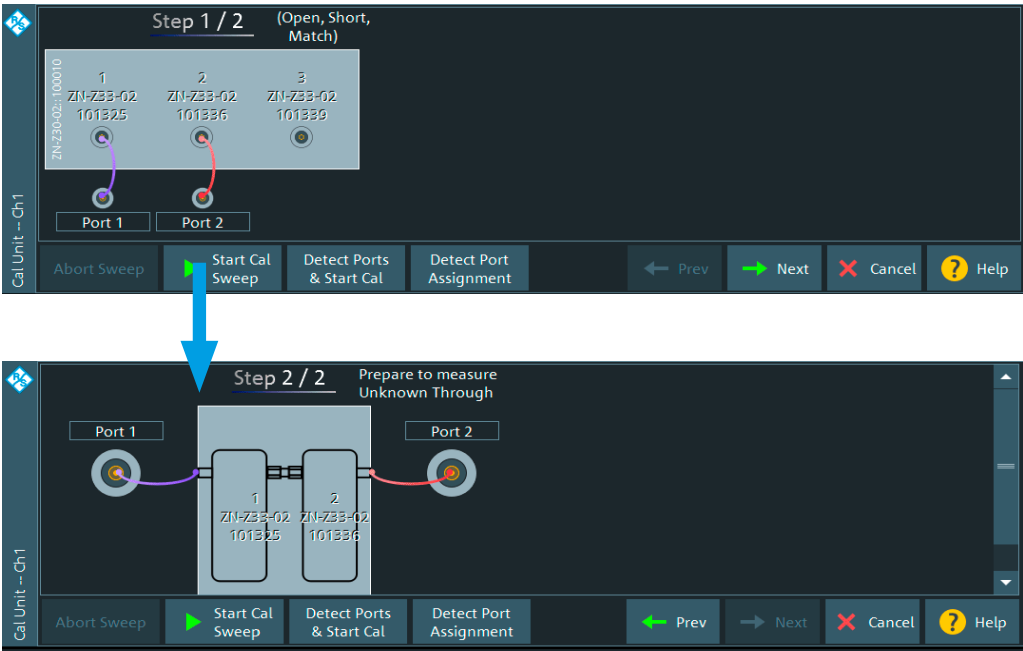 Step 1 / 2
(Open, Short,
Match)
ZN-Z30-02::100010
1
ZN-Z33-02
101325
2
ZN-Z33-02
101336
3
ZN-Z33-02
101339
Port 1
Port 2
Cal Unit -- Ch1
Abort Sweep
Start Cal
Sweep
Detect Ports
& Start Cal
Detect Port
Assignment
Prev
Next
Cancel
? Help
Step 2 / 2
Prepare to measure
Unknown Through
Port 1
Port 2
1
ZN-Z33-02
101325
2
ZN-Z33-02
101336
Cal Unit -- Ch1
Abort Sweep
Start Cal
Sweep
Detect Ports
& Start Cal
Detect Port
Assignment
Prev
Next
Cancel
? Help